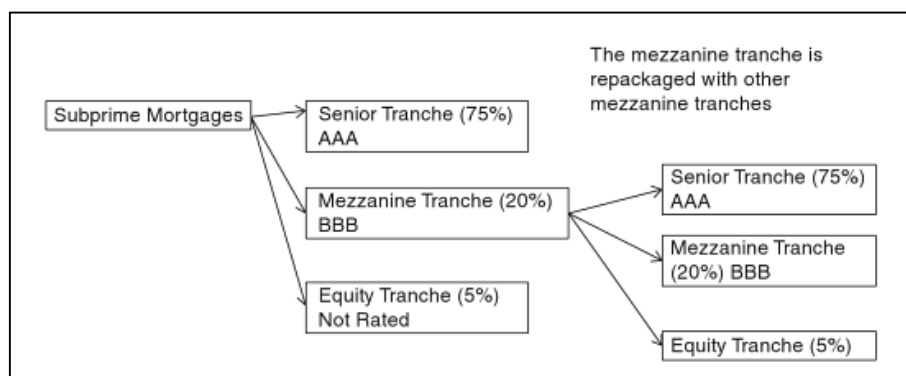 The mezzanine tranche is
repackaged with other
mezzanine tranches
Subprime Mortgages
Senior Tranche (75%)
AAA
Mezzanine Tranche (20%)
BBB
Equity Tranche (5%)
Not Rated
Senior Tranche (75%)
AAA
Mezzanine Tranche
(20%) BBB
Equity Tranche (5%)